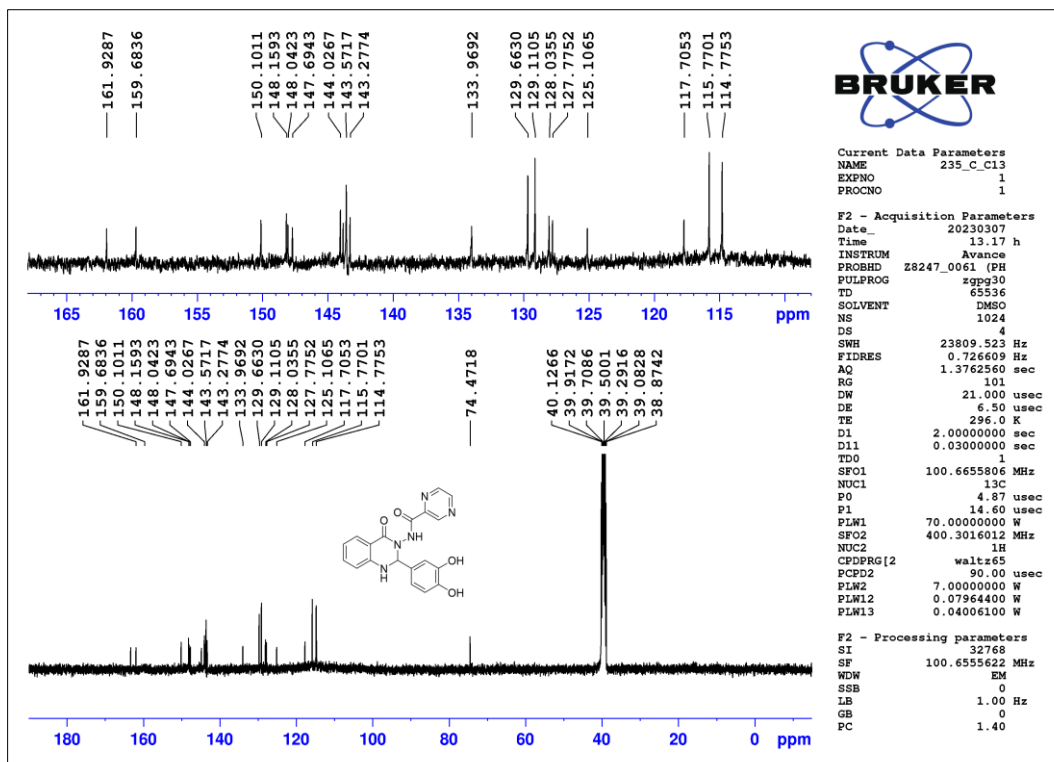 161.9287
159.6836
150.1011
148.1593
148.0423
147.6943
144.0267
143.5717
143.2774
133.9692
129.6630
129.1105
128.0355
127.7752
125.1065
117.7053
115.7701
114.7753
165 160 155 150 145 140 135 130 125 120 115 ppm
161.9287
159.6836
150.1011
148.1593
148.0423
147.6943
144.0267
143.5717
143.2774
133.9692
129.6630
129.1105
128.0355
127.7752
125.1065
117.7053
115.7701
114.7753
74.4718
40.1266
39.9172
39.7086
39.5001
39.2916
39.0828
38.8742
N
N
O
O
NH
N
N
H
OH
OH
180 160 140 120 100 80 60 40 20 0 ppm
BRUKER
Current Data Parameters
NAME 235_C_C13
EXPNO 1
PROCNO 1
F2 - Acquisition Parameters
Date_ 20230307
Time 13.17 h
INSTRUM Avance
PROBHD Z8247_0061 (PH
PULPROG zgpg30
TD 65536
SOLVENT DMSO
NS 1024
DS 4
SWH 23809.523 Hz
FIDRES 0.726609 Hz
AQ 1.3762560 sec
RG 101
DW 21.000 usec
DE 6.50 usec
TE 296.0 K
D1 2.00000000 sec
D11 0.03000000 sec
TD0 1
SFO1 100.6655806 MHz
NUC1 13C
P0 4.87 usec
P1 14.60 usec
PLW1 70.00000000 W
SFO2 400.3016012 MHz
NUC2 1H
CPDPRG[2 waltz65
PCPD2 90.00 usec
PLW2 7.00000000 W
PLW12 0.07964400 W
PLW13 0.04006100 W
F2 - Processing parameters
SI 32768
SF 100.6555622 MHz
WDW EM
SSB 0
LB 1.00 Hz
GB 0
PC 1.40